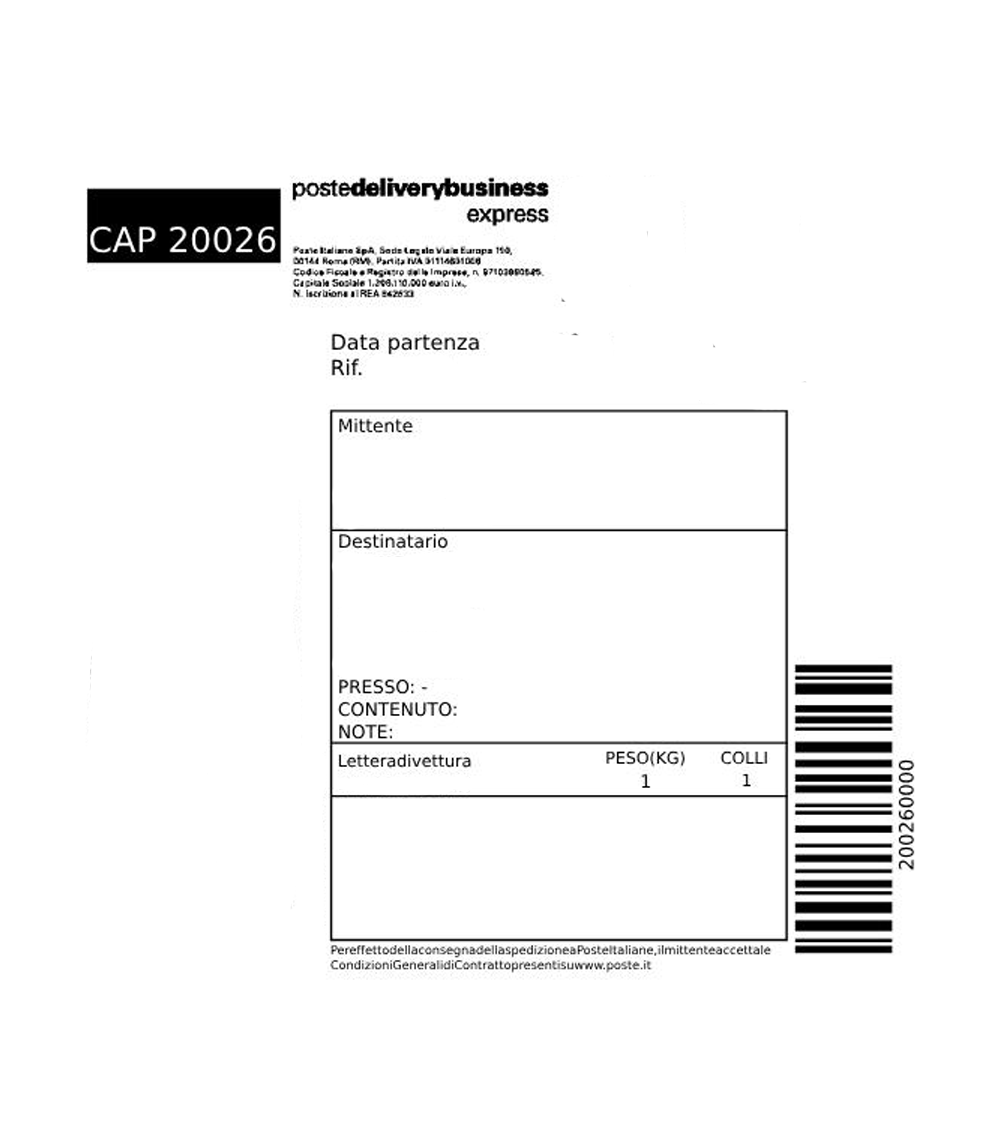 postedeliverybusiness
express
CAP 20026
Poste Italiane SpA, Sede Legale Viale Europa 190,
00144 Roma (RM), Partita IVA 01114601006
Codice Fiscale e Registro delle Imprese, n. 97103880585,
Capitale Sociale 1.306.110.000 euro i.v.,
N. iscrizione al REA 842633
Data partenza
Rif.
Mittente
Destinatario
PRESSO: -
CONTENUTO:
NOTE:
Letteradivettura PESO(KG) COLLI
1 1
200260000
PereffettodellaconsegnadellaspedizioneaPosteItaliane,ilmittenteaccettale
CondizioniGeneralidiContrattopresentisuwww.poste.it